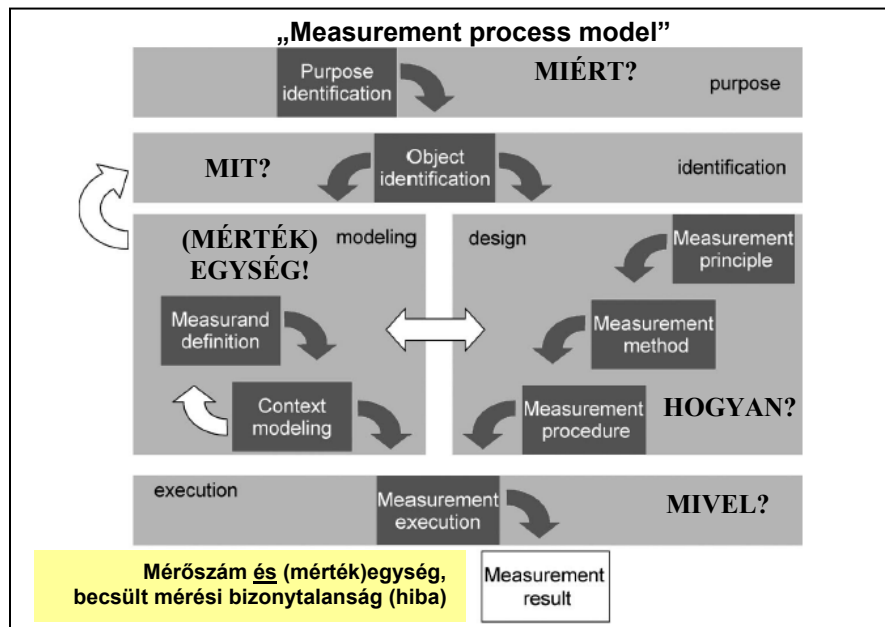 „Measurement process model”
Purpose
identification
MIÉRT?
purpose
MIT?
Object
identification
identification
(MÉRTÉK)
EGYSÉG!
modeling
Measurand
definition
Context
modeling
design
Measurement
principle
Measurement
method
Measurement
procedure
HOGYAN?
execution
Measurement
execution
MIVEL?
Mérőszám és (mérték)egység,
becsült mérési bizonytalanság (hiba)
Measurement
result